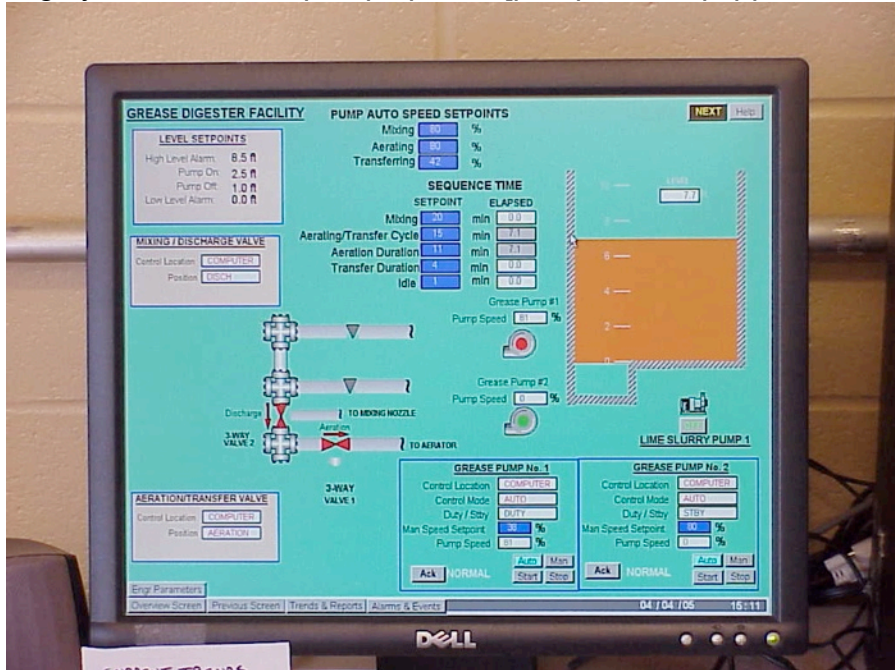 GREASE DIGESTER FACILITY
PUMP AUTO SPEED SETPOINTS
NEXT Help
Mixing 80 %
Aerating 80 %
Transferring 42 %
LEVEL SETPOINTS
High Level Alarm: 8.5 ft
Pump On: 2.5 ft
Pump Off: 1.0 ft
Low Level Alarm: 0.0 ft
SEQUENCE TIME
SETPOINT ELAPSED
Mixing 20 min 0.0
Aerating/Transfer Cycle 15 min 7.1
Aeration Duration 11 min 7.1
Transfer Duration 4 min 0.0
Idle 1 min 0.0
LEVEL
7.7
6
4
2
0
MIXING / DISCHARGE VALVE
Control Location COMPUTER
Position DISCH
Grease Pump #1
Pump Speed 81 %
Grease Pump #2
Pump Speed 0 %
Discharge
TO MIXING NOZZLE
3-WAY
VALVE 2
Aeration
TO AERATOR
3-WAY
VALVE 1
LIME SLURRY PUMP 1
AERATION/TRANSFER VALVE
Control Location COMPUTER
Position AERATION
GREASE PUMP No. 1
Control Location COMPUTER
Control Mode AUTO
Duty / Stby DUTY
Man Speed Setpoint 38 %
Pump Speed 81 %
Auto Man
Ack NORMAL Start Stop
GREASE PUMP No. 2
Control Location COMPUTER
Control Mode AUTO
Duty / Stby STBY
Man Speed Setpoint 80 %
Pump Speed 0 %
Auto Man
Ack NORMAL Start Stop
Engr Parameters
Overview Screen Previous Screen Trends & Reports Alarms & Events 04 / 04 / 05 15:11
DELL